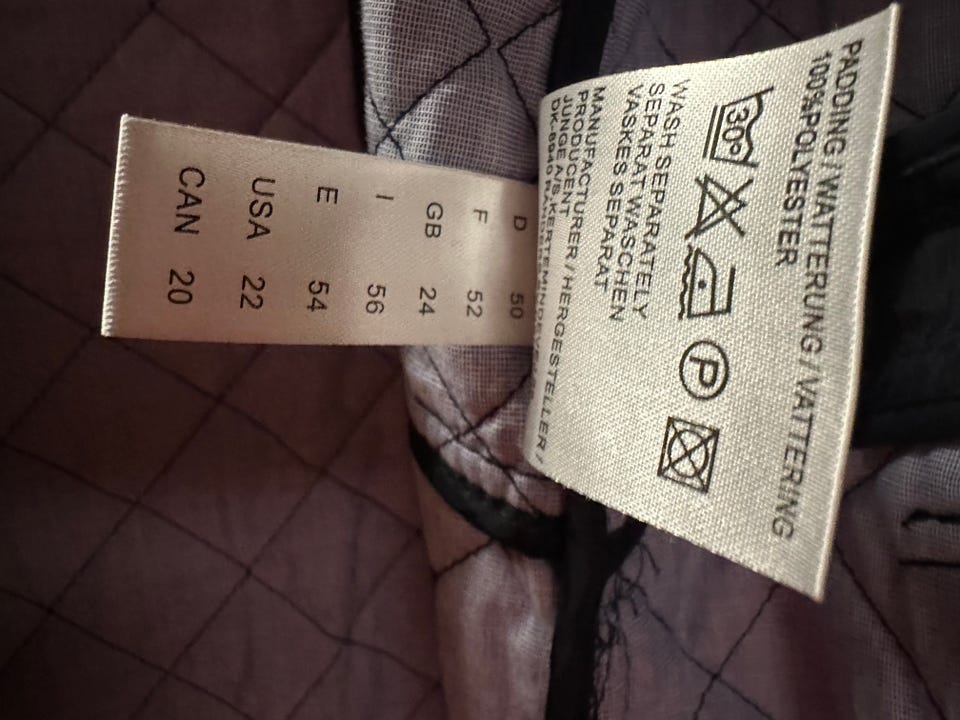 PADDING / WATTERUNG / VATTERING
100%POLYESTER
30° P
WASH SEPARATELY
SEPARAT WASCHEN
VASKES SEPARAT
MANUFACTURER / HERGESTELLER /
PRODUCENT
JUNGE A/S,
D 50
F 52
GB 24
I 56
E 54
USA 22
CAN 20